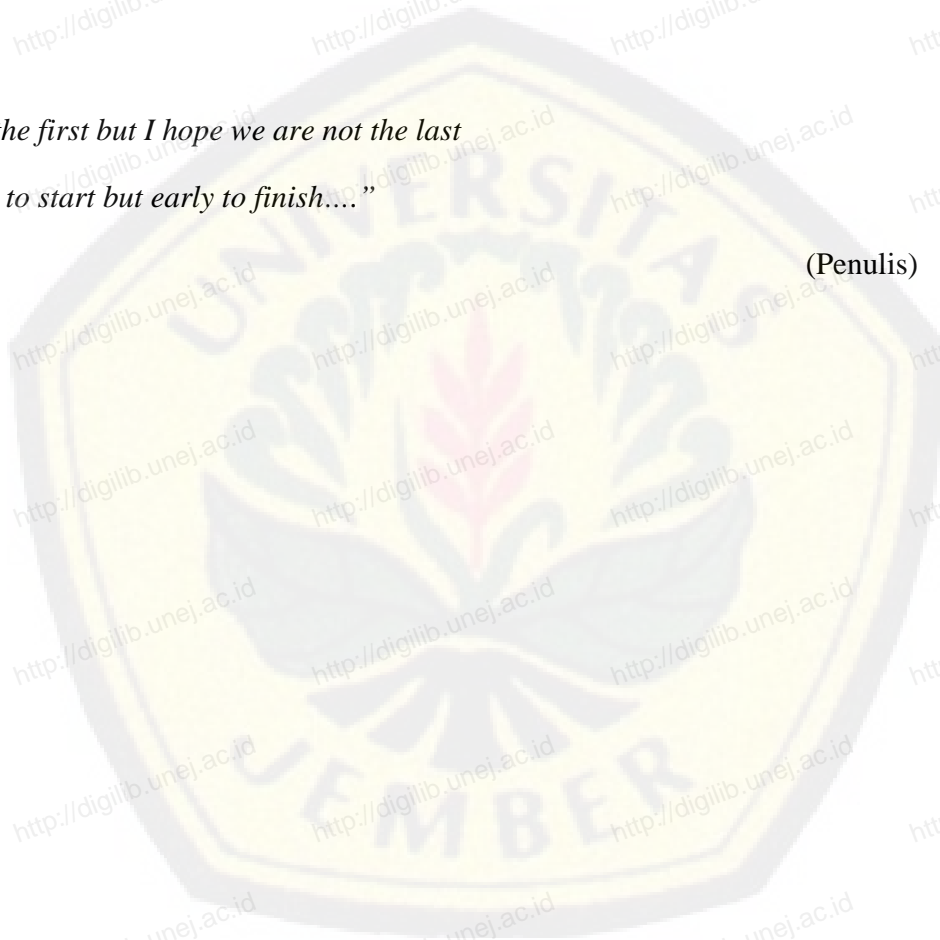 the first but I hope we are not the last
to start but early to finish....”
(Penulis)
UNIVERSITAS
JEMBER
http://digilib.unej.ac.id